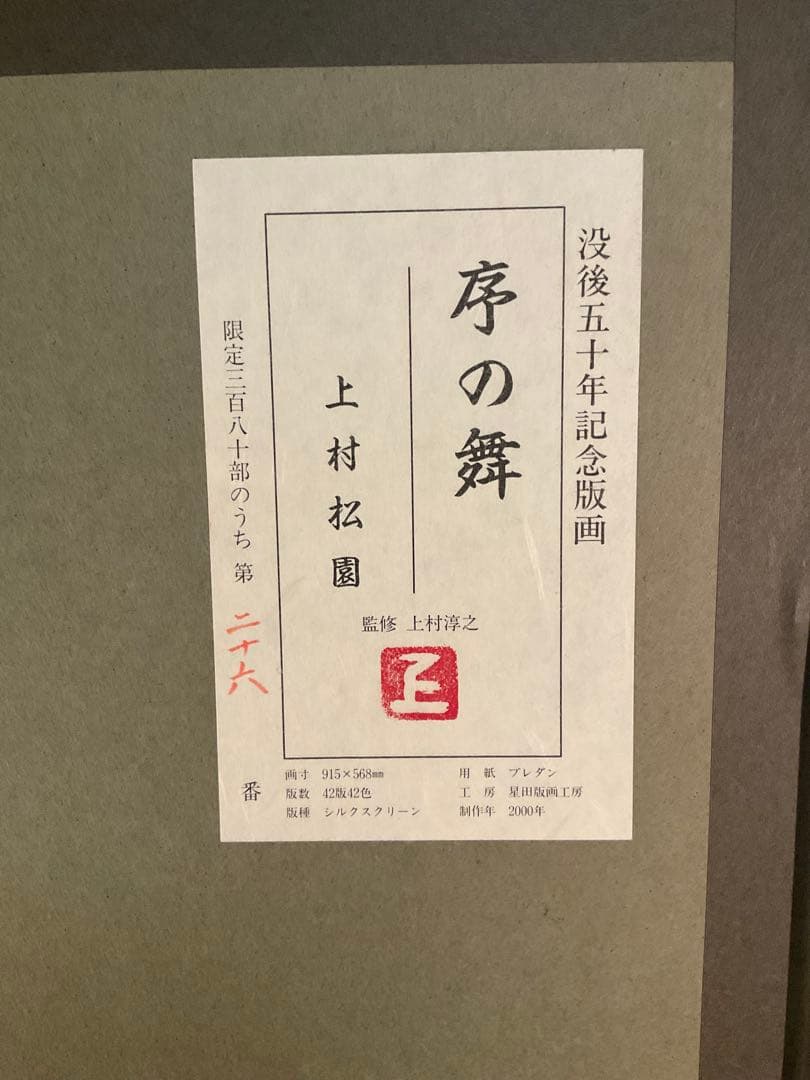 没後五十年記念版画
序の舞
上村松園
監修 上村淳之
限定三百八十部のうち 第 二十六 番
画寸 915×568㎜
版数 42版42色
版種 シルクスクリーン
用紙 ブレダン
工房 星田版画工房
制作年 2000年